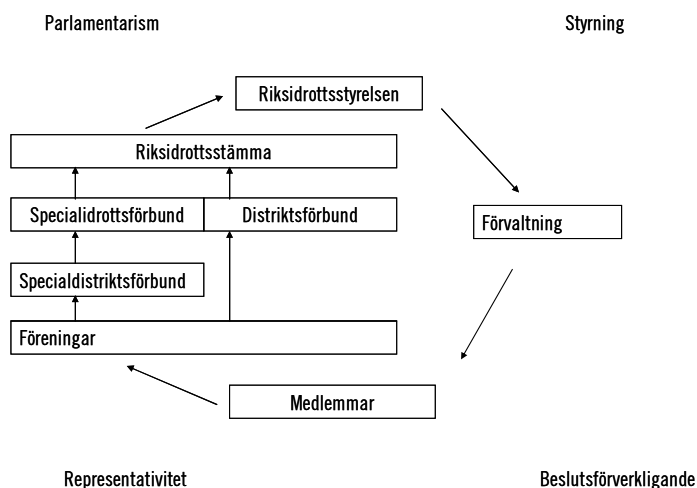 Parlamentarism
Styrning
Riksidrottsstyrelsen
Riksidrottsstämma
Specialidrottsförbund
Distriktsförbund
Förvaltning
Specialdistriktsförbund
Föreningar
Medlemmar
Representativitet
Beslutsförverkligande